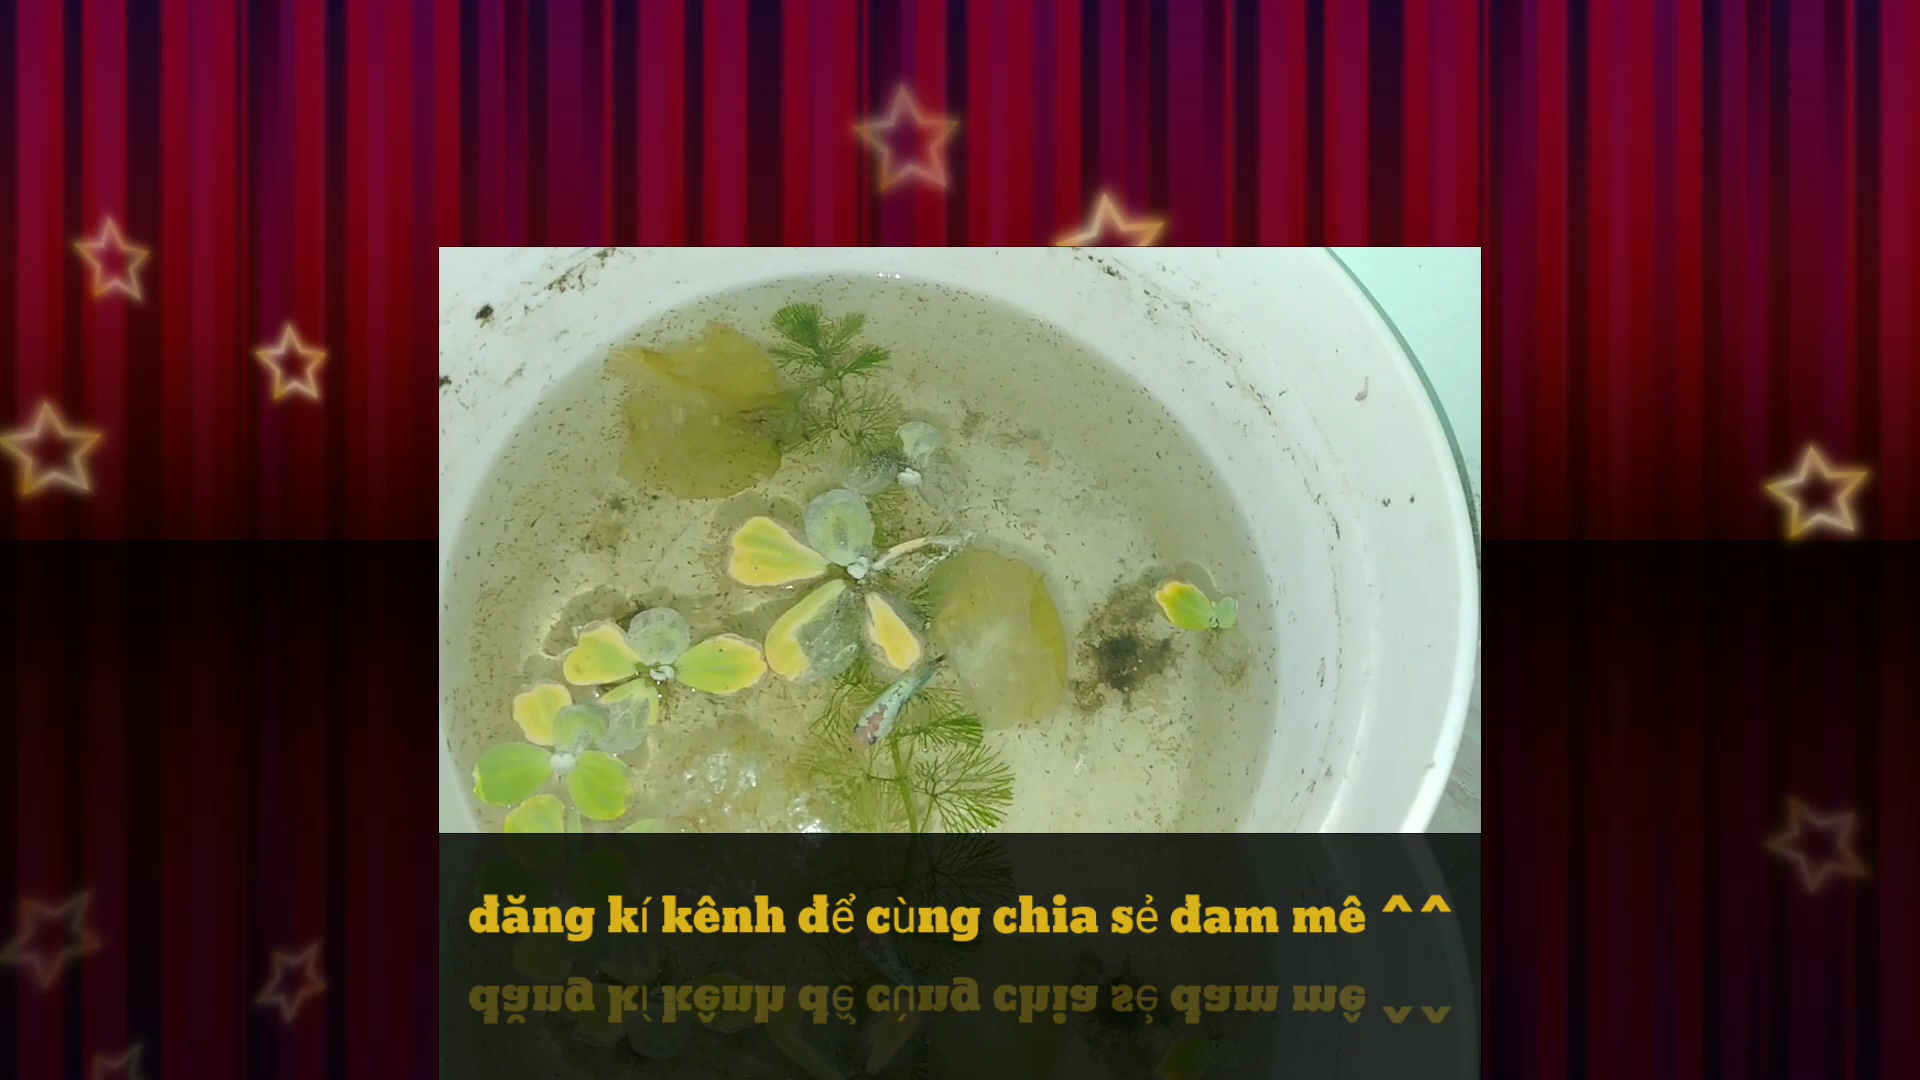 đăng kí kênh để cùng chia sẻ đam mê ^^